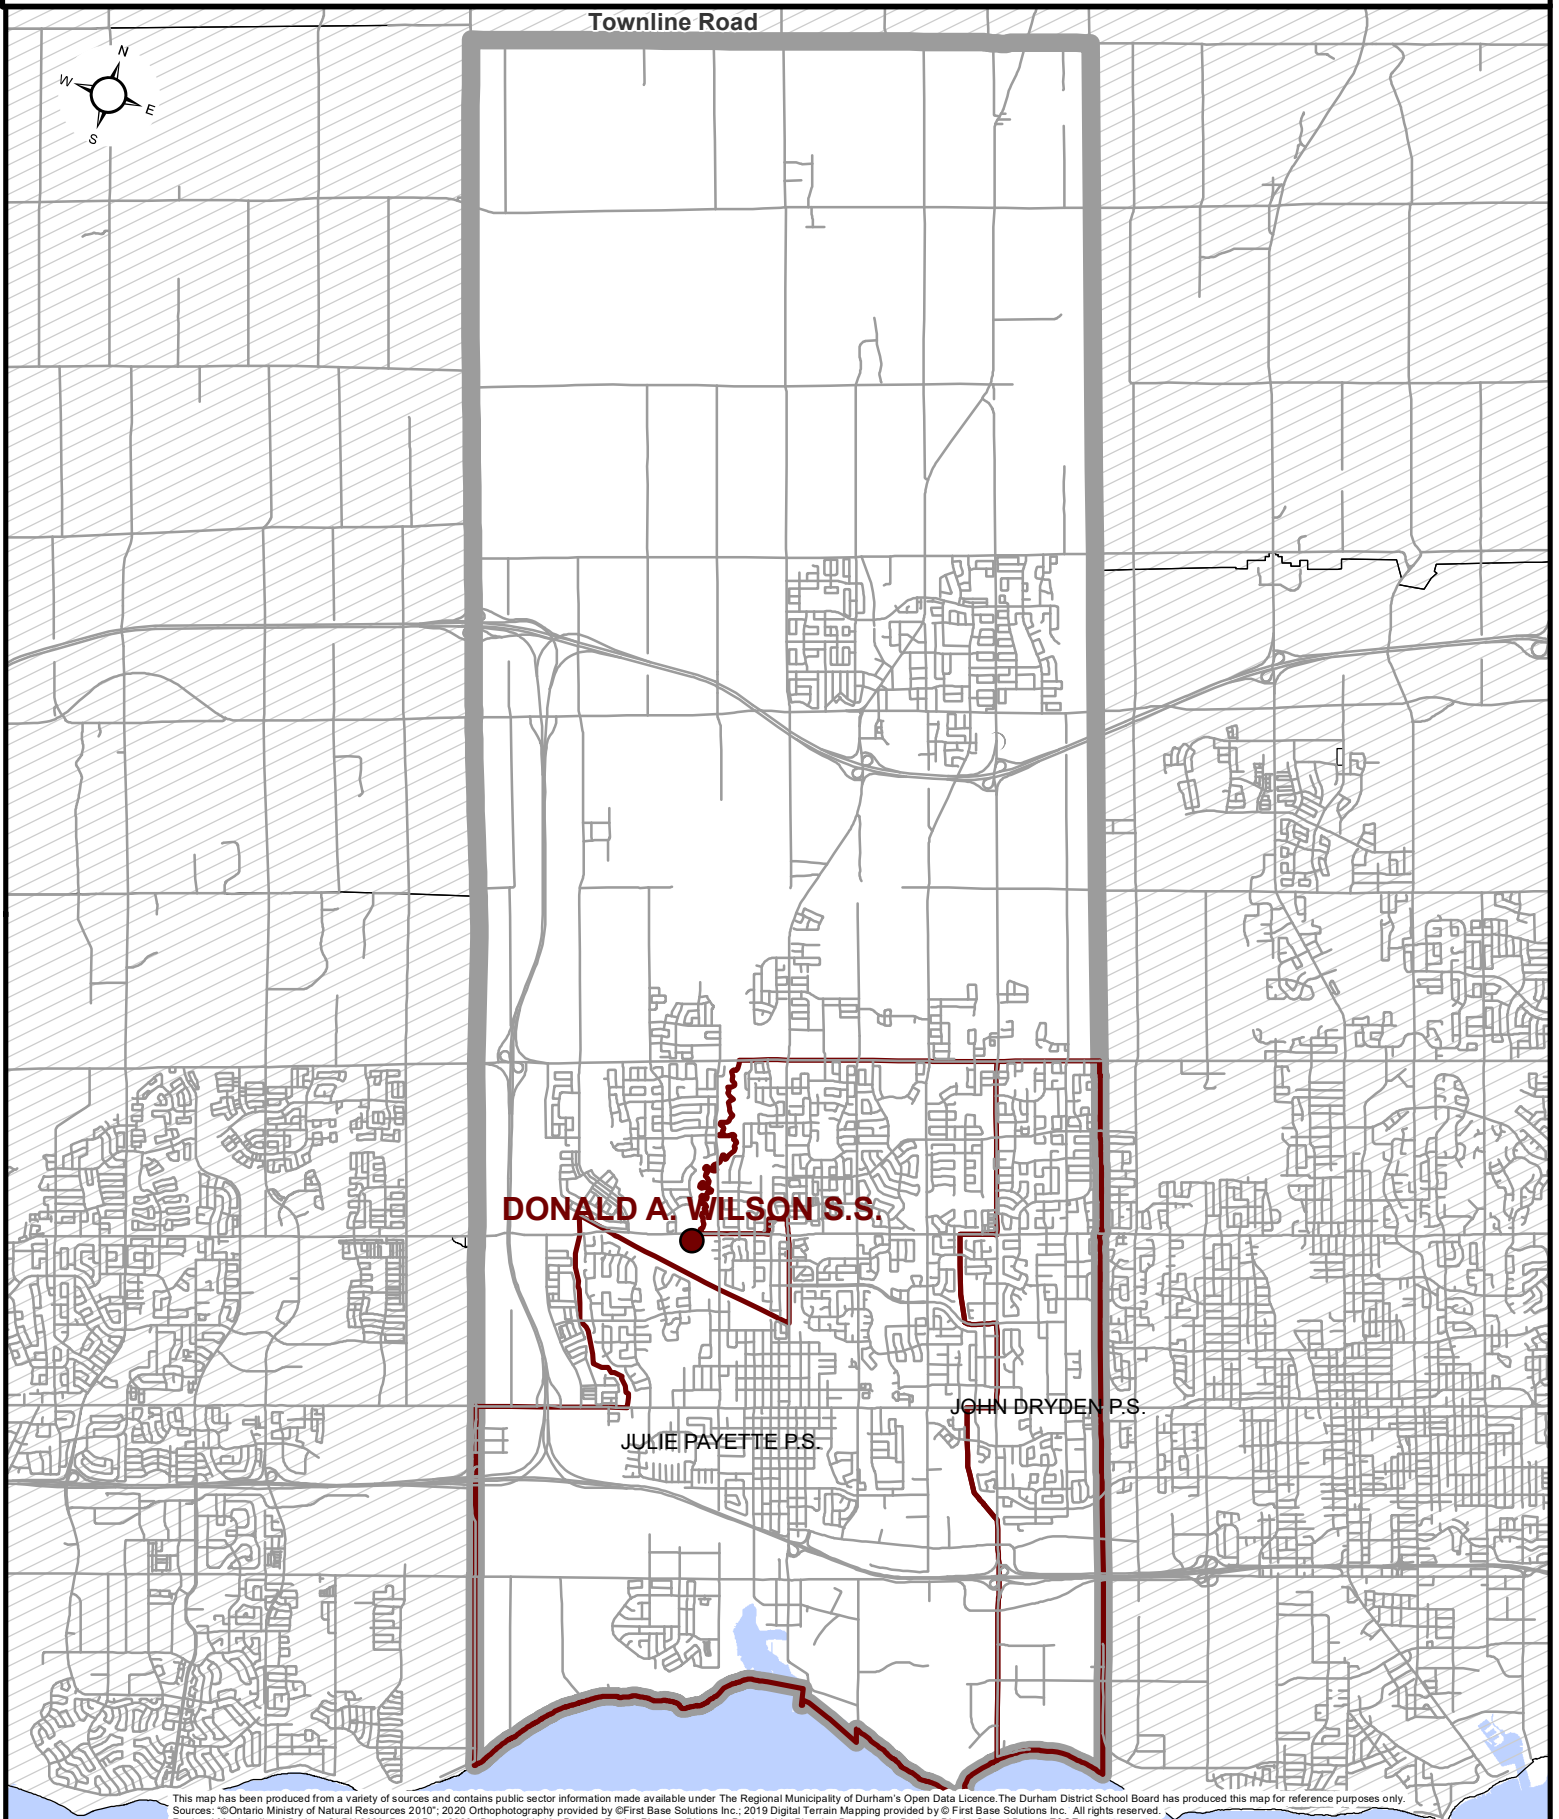 Townline Road
N
W
E
S
DONALD A. WILSON S.S.
JOHN DRYDEN P.S.
JULIE PAYETTE P.S.
This map has been produced from a variety of sources and contains public sector information made available under The Regional Municipality of Durham's Open Data Licence.The Durham District School Board has produced this map for reference purposes only.
Sources: "©Ontario Ministry of Natural Resources 2010"; 2020 Orthophotography provided by ©First Base Solutions Inc.; 2019 Digital Terrain Mapping provided by © First Base Solutions Inc. All rights reserved.